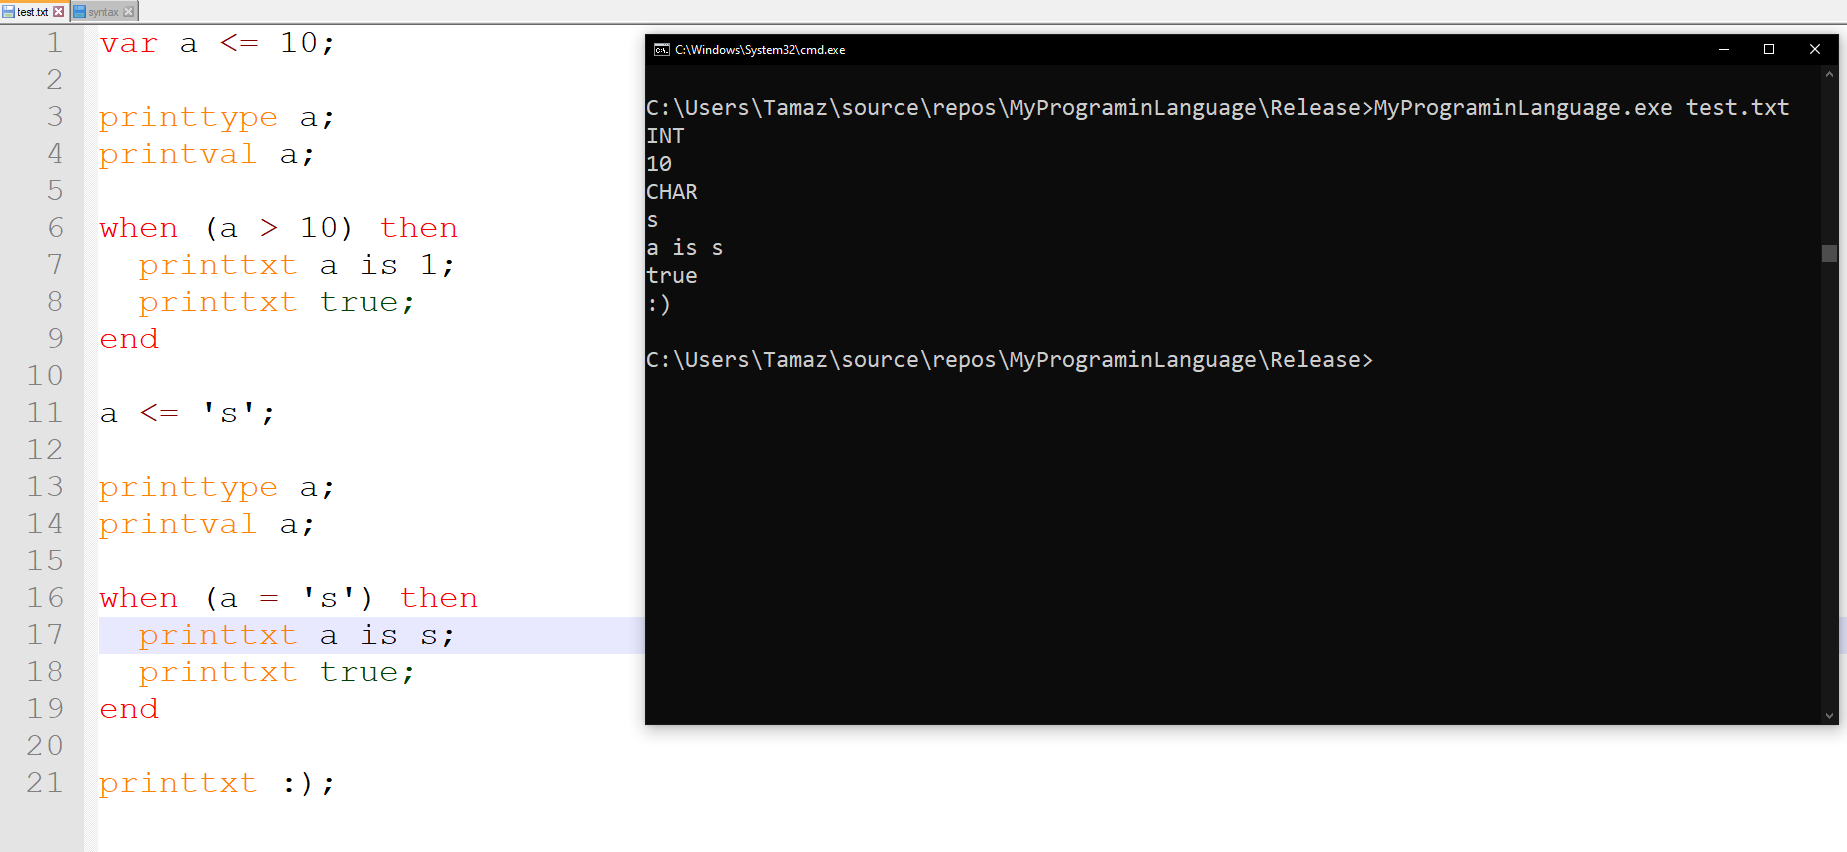 test.txt syntax
1 var a <= 10;
2
3 printtype a;
4 printval a;
5
6 when (a > 10) then
7 printtxt a is 1;
8 printtxt true;
9 end
10
11 a <= 's';
12
13 printtype a;
14 printval a;
15
16 when (a = 's') then
17 printtxt a is s;
18 printtxt true;
19 end
20
21 printtxt :);
C:\Windows\System32\cmd.exe
C:\Users\Tamaz\source\repos\MyPrograminLanguage\Release>MyPrograminLanguage.exe test.txt
INT
10
CHAR
s
a is s
true
:)
C:\Users\Tamaz\source\repos\MyPrograminLanguage\Release>